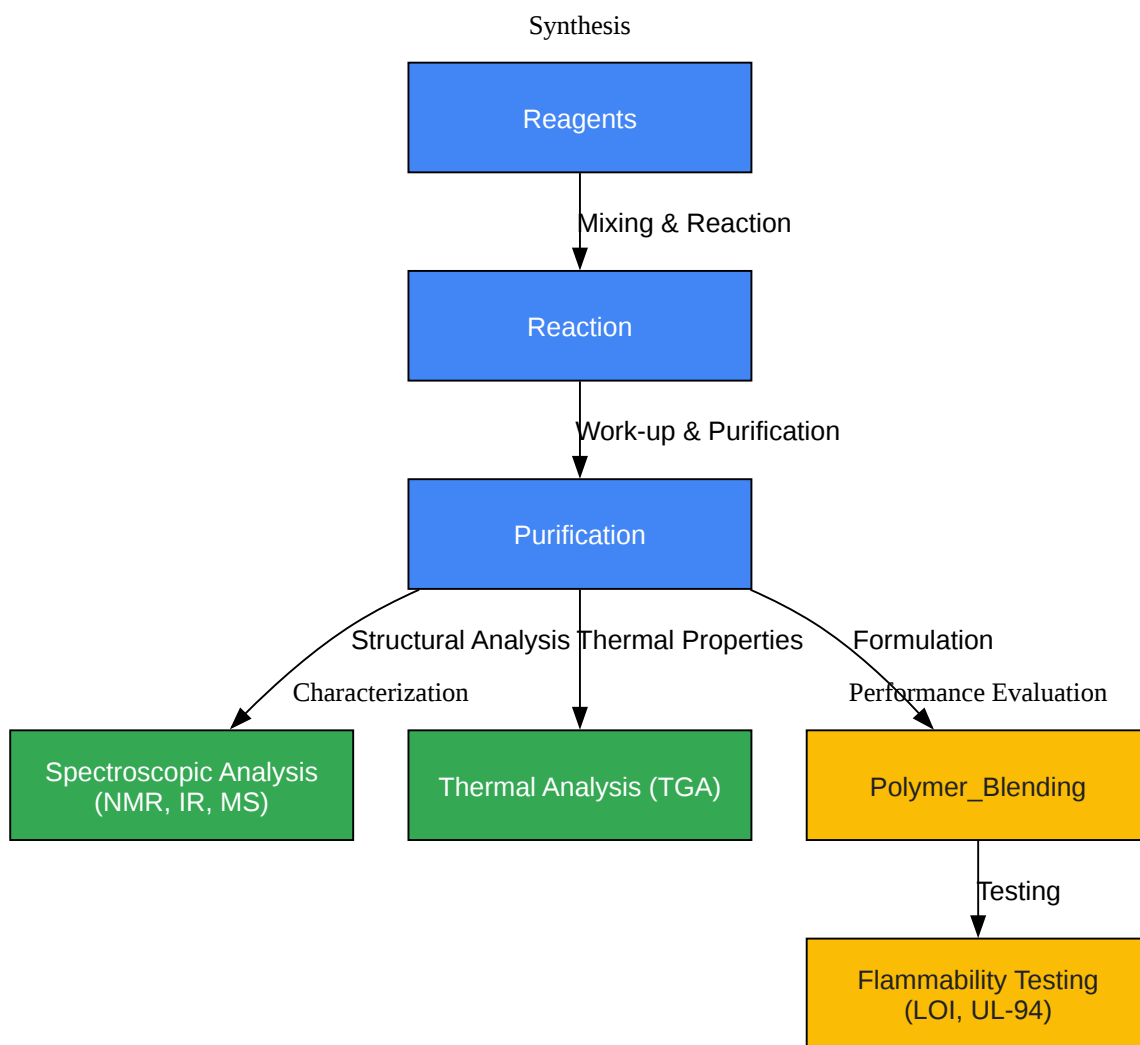 Synthesis
Reagents
Mixing & Reaction
Reaction
Work-up & Purification
Purification
Structural Analysis
Thermal Properties
Formulation
Characterization
Performance Evaluation
Spectroscopic Analysis
(NMR, IR, MS)
Thermal Analysis (TGA)
Polymer_Blending
Testing
Flammability Testing
(LOI, UL-94)